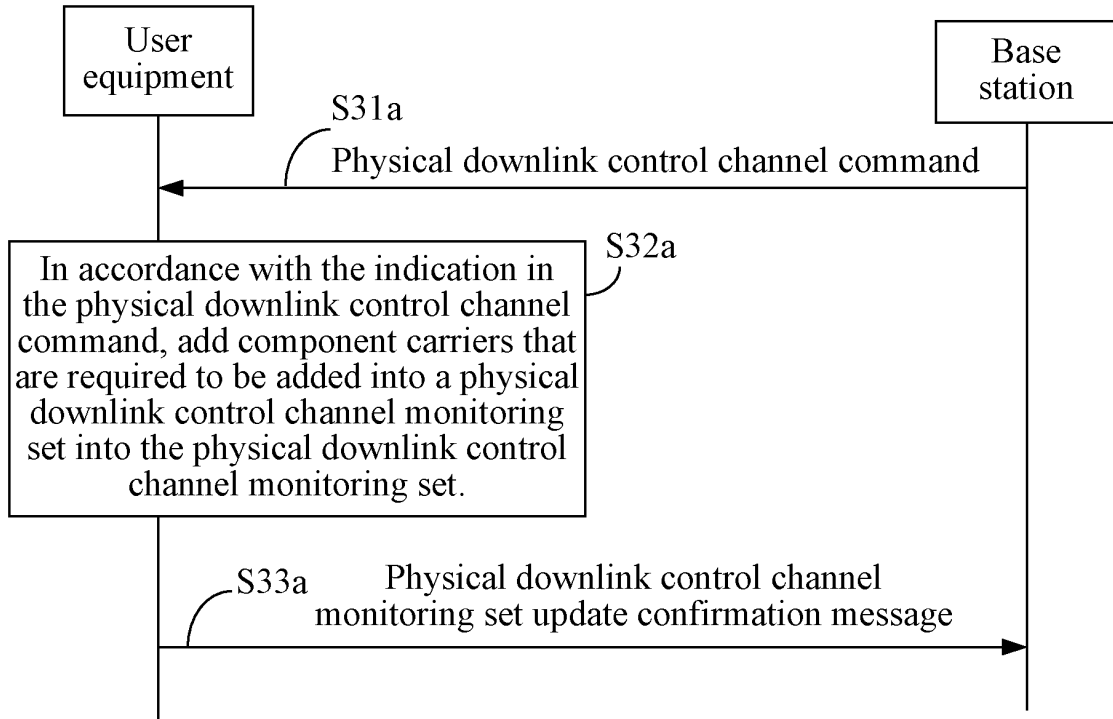 User
equipment
Base
station
S31a
Physical downlink control channel command
S32a
In accordance with the indication in
the physical downlink control channel
command, add component carriers that
are required to be added into a physical
downlink control channel monitoring
set into the physical downlink control
channel monitoring set.
S33a
Physical downlink control channel
monitoring set update confirmation message